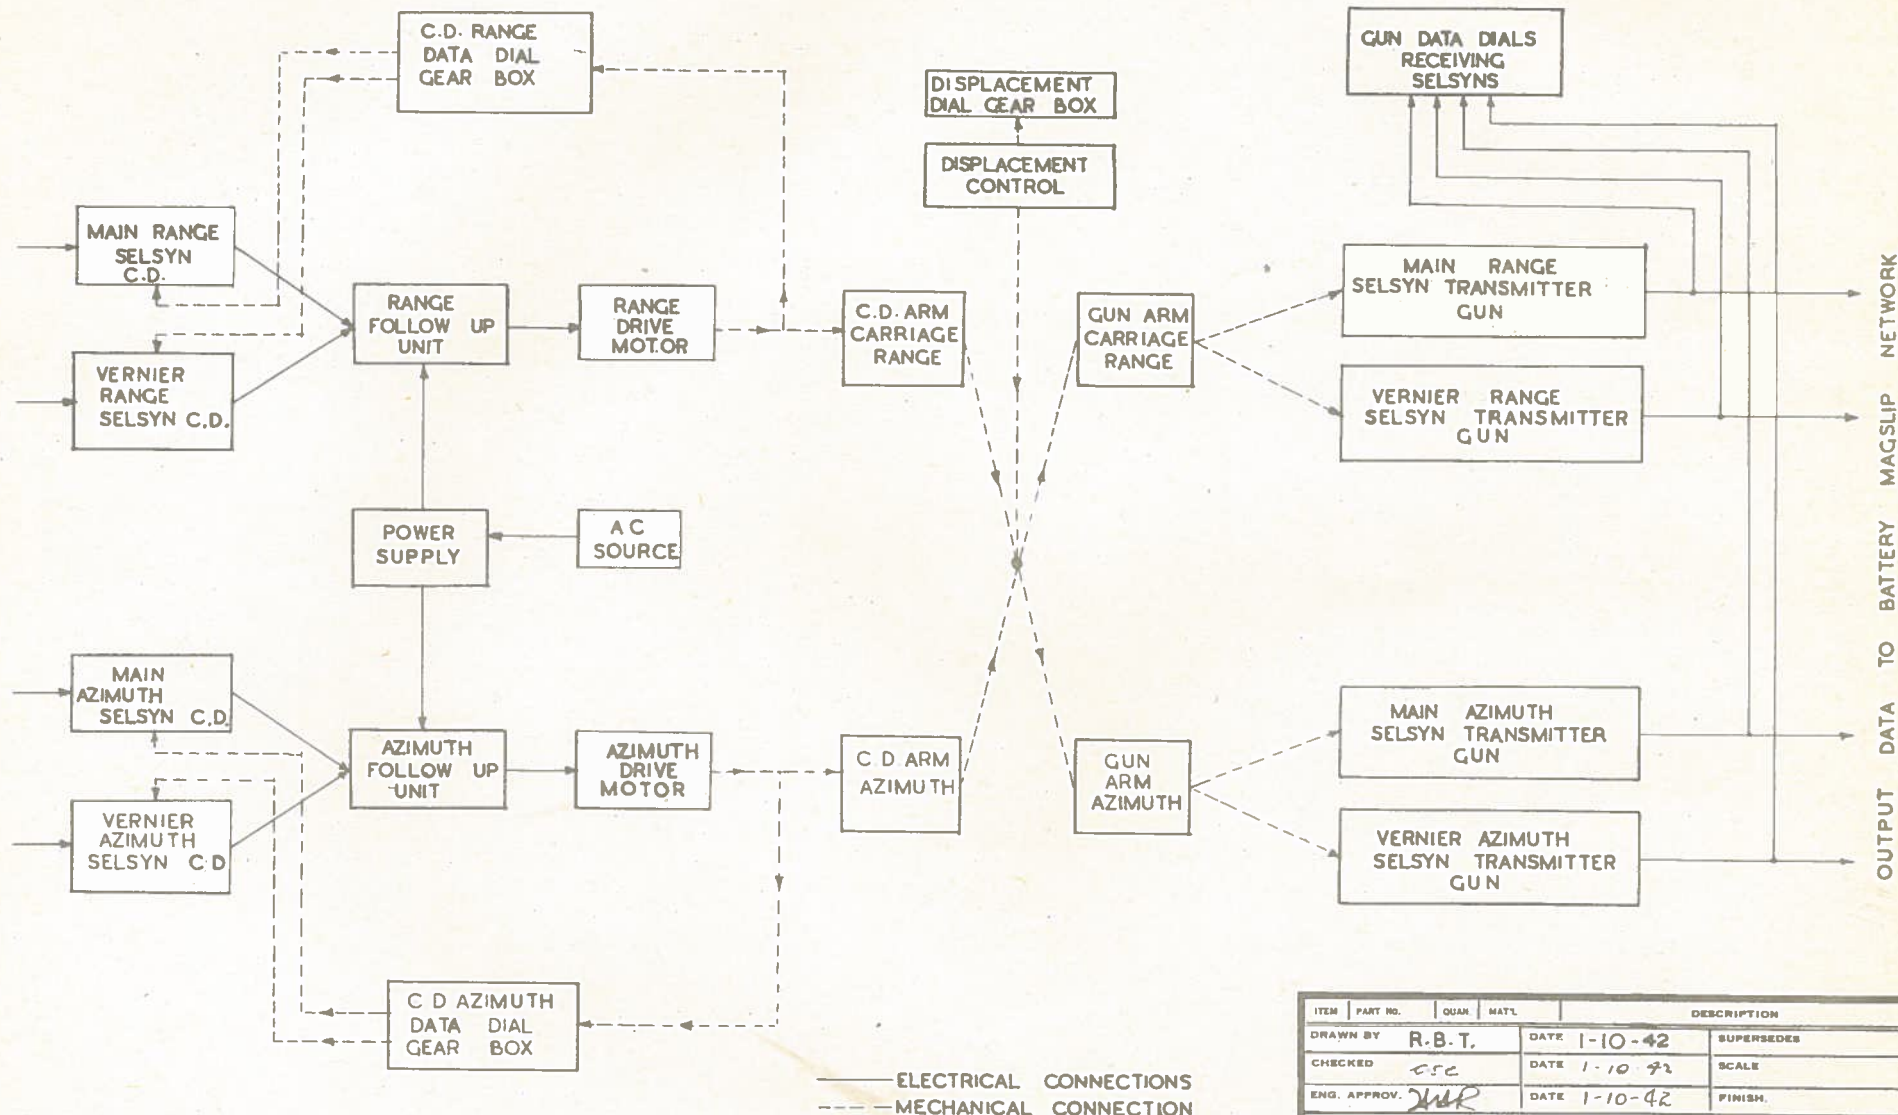 C.D. RANGE
DATA DIAL
GEAR BOX
DISPLACEMENT
DIAL GEAR BOX
GUN DATA DIALS
RECEIVING
SELSYNS
DISPLACEMENT
CONTROL
MAIN RANGE
SELSYN
C.D.
VERNIER
RANGE
SELSYN C.D.
RANGE
FOLLOW UP
UNIT
RANGE
DRIVE
MOTOR
C.D. ARM
CARRIAGE
RANGE
GUN ARM
CARRIAGE
RANGE
MAIN RANGE
SELSYN TRANSMITTER
GUN
VERNIER RANGE
SELSYN TRANSMITTER
GUN
POWER
SUPPLY
A C
SOURCE
MAIN
AZIMUTH
SELSYN C.D.
VERNIER
AZIMUTH
SELSYN C D
AZIMUTH
FOLLOW UP
UNIT
AZIMUTH
DRIVE
MOTOR
C.D. ARM
AZIMUTH
GUN
ARM
AZIMUTH
MAIN AZIMUTH
SELSYN TRANSMITTER
GUN
VERNIER AZIMUTH
SELSYN TRANSMITTER
GUN
OUTPUT DATA TO BATTERY MAGSLIP NETWORK
C D AZIMUTH
DATA DIAL
GEAR BOX
ELECTRICAL CONNECTIONS
MECHANICAL CONNECTION
ITEM PART NO. QUAN. MAT'L DESCRIPTION
DRAWN BY R.B.T. DATE 1-10-42 SUPERSEDES
CHECKED DATE 1-10-42 SCALE
ENG. APPROV. DATE 1-10-42 FINISH.